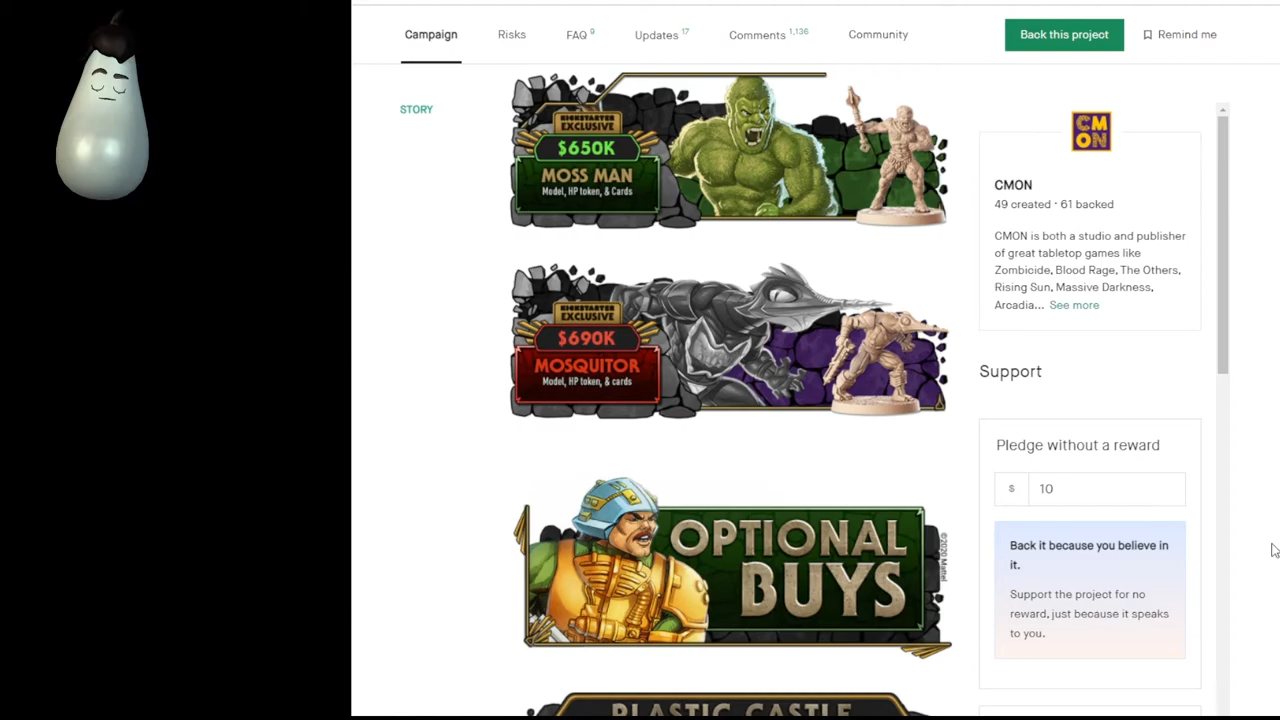 Campaign
Risks
FAQ 9
Updates 17
Comments 1,136
Community
Back this project
Remind me
STORY
KICKSTARTER
EXCLUSIVE
$650K
MOSS MAN
Model, HP token, & Cards
KICKSTARTER
EXCLUSIVE
$690K
MOSQUITOR
Model, HP token, & cards
OPTIONAL
BUYS
©2020 Mattel
PLASTIC CASTLE
CM
ON
CMON
49 created · 61 backed
CMON is both a studio and publisher
of great tabletop games like
Zombicide, Blood Rage, The Others,
Rising Sun, Massive Darkness,
Arcadia... See more
Support
Pledge without a reward
$ 10
Back it because you believe in
it.
Support the project for no
reward, just because it speaks
to you.